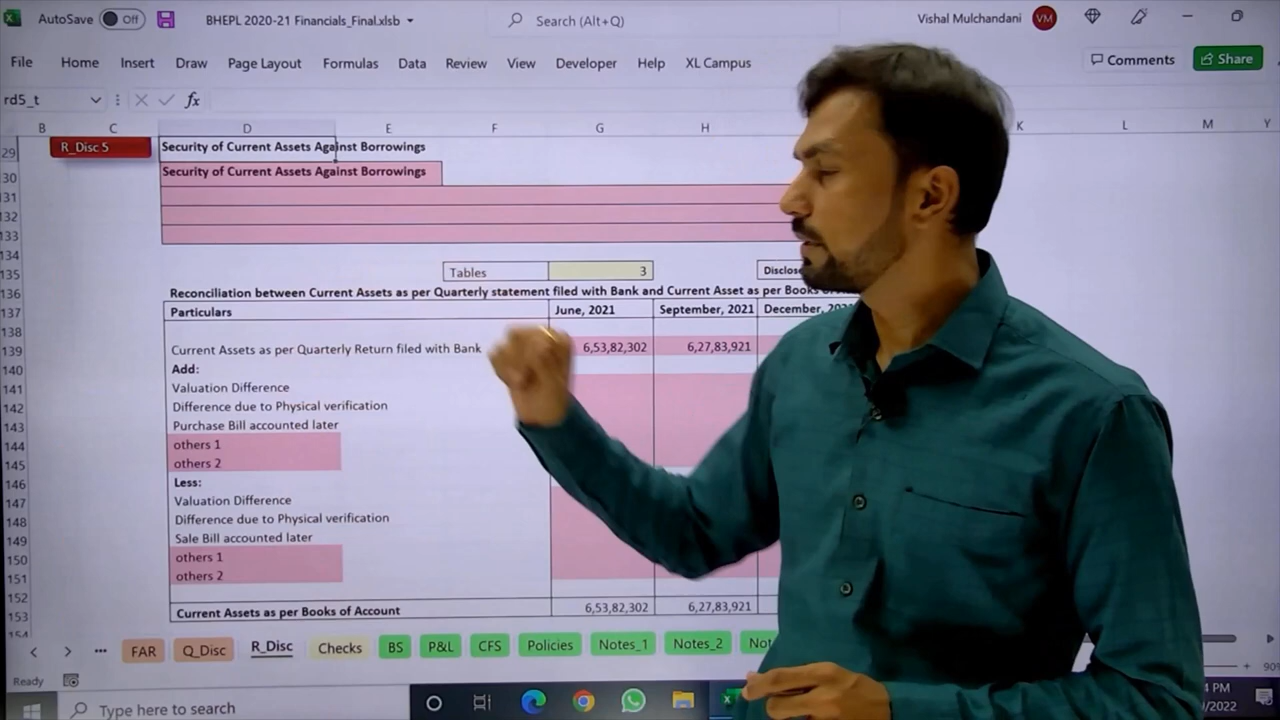 AutoSave Off BHEPL 2020-21 Financials_Final.xlsb Search (Alt+Q) Vishal Mulchandani VM
File Home Insert Draw Page Layout Formulas Data Review View Developer Help XL Campus Comments Share
rd5_t fx
B C D E F G H K L M Y
29 R_Disc 5 Security of Current Assets Against Borrowings
30 Security of Current Assets Against Borrowings
131
132
133
134
135 Tables 3
136 Reconciliation between Current Assets as per Quarterly statement filed with Bank and Current Asset as per Books
137 Particulars June, 2021 September, 2021 December,
138
139 Current Assets as per Quarterly Return filed with Bank 6,53,82,302 6,27,83,921
140 Add:
141 Valuation Difference
142 Difference due to Physical verification
143 Purchase Bill accounted later
144 others 1
145 others 2
146 Less:
147 Valuation Difference
148 Difference due to Physical verification
149 Sale Bill accounted later
150 others 1
151 others 2
152
153 Current Assets as per Books of Account 6,53,82,302 6,27,83,921
FAR Q_Disc R_Disc Checks BS P&L CFS Policies Notes_1 Notes_2
Ready
Type here to search